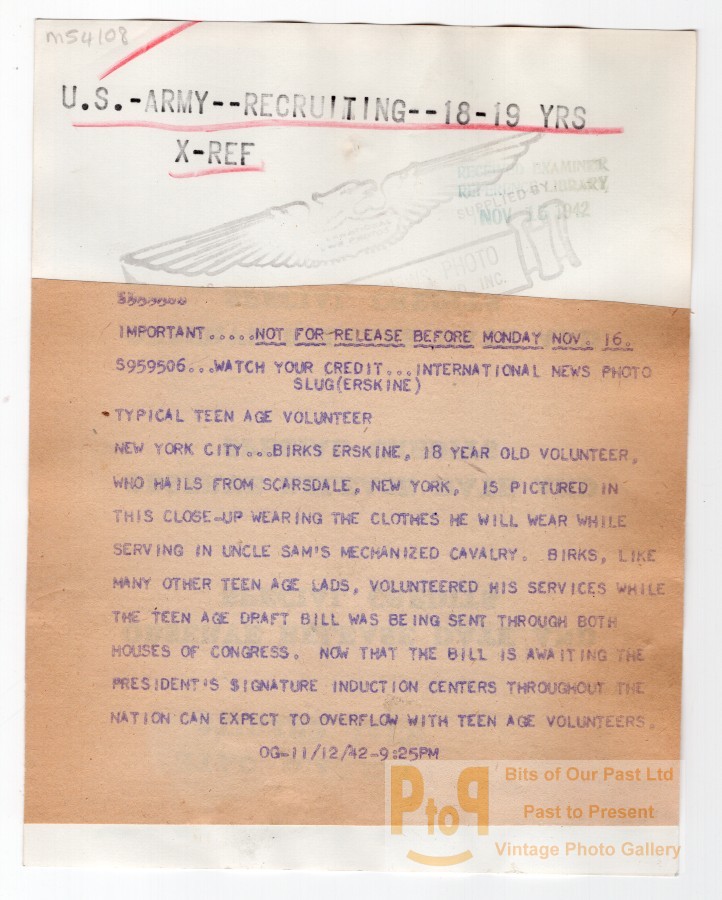 m54108
U.S.-ARMY--RECRUITING--18-19 YRS
X-REF
RECEIVED EXAMINER
REFERENCE LIBRARY
SUPPLIED BY
NOV 16 1942
PHOTO
INC.
IMPORTANT.....NOT FOR RELEASE BEFORE MONDAY NOV. 16.
S959506...WATCH YOUR CREDIT...INTERNATIONAL NEWS PHOTO
SLUG(ERSKINE)
TYPICAL TEEN AGE VOLUNTEER
NEW YORK CITY...BIRKS ERSKINE, 18 YEAR OLD VOLUNTEER,
WHO HAILS FROM SCARSDALE, NEW YORK, IS PICTURED IN
THIS CLOSE-UP WEARING THE CLOTHES HE WILL WEAR WHILE
SERVING IN UNCLE SAM'S MECHANIZED CAVALRY. BIRKS, LIKE
MANY OTHER TEEN AGE LADS, VOLUNTEERED HIS SERVICES WHILE
THE TEEN AGE DRAFT BILL WAS BEING SENT THROUGH BOTH
HOUSES OF CONGRESS. NOW THAT THE BILL IS AWAITING THE
PRESIDENT'S SIGNATURE INDUCTION CENTERS THROUGHOUT THE
NATION CAN EXPECT TO OVERFLOW WITH TEEN AGE VOLUNTEERS.
OG-11/12/42-9:25PM
PtoP
Bits of Our Past Ltd
Past to Present
Vintage Photo Gallery